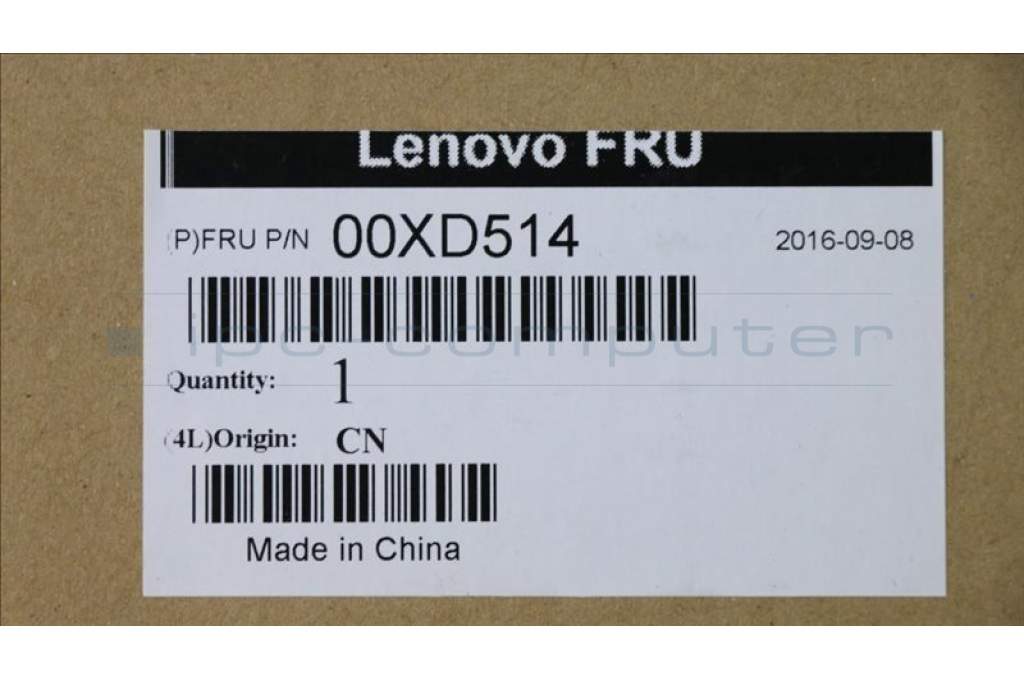 Lenovo FRU
(P)FRU P/N 00XD514 2016-09-08
ipc-computer
Quantity: 1
(4L)Origin: CN
Made in China